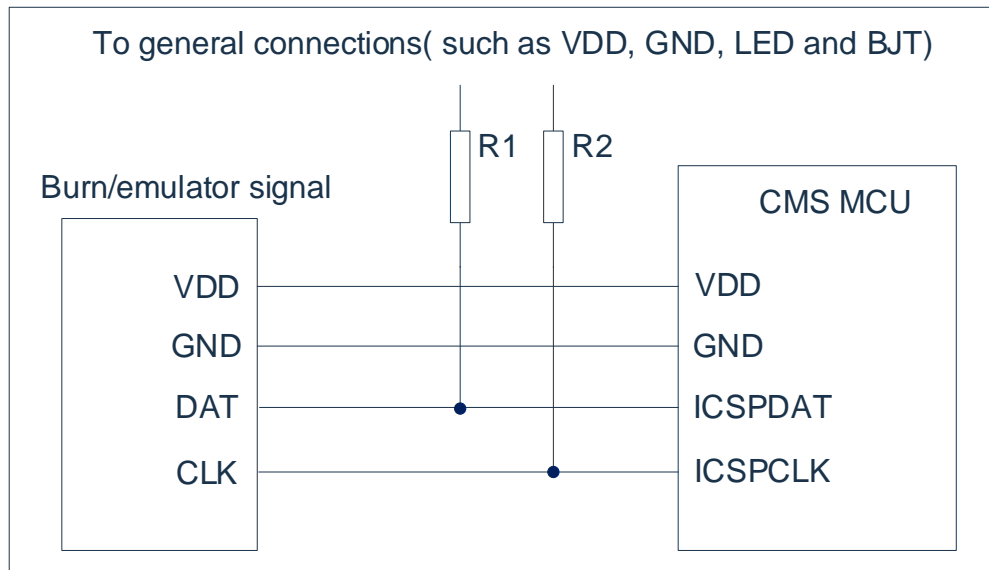 To general connections( such as VDD, GND, LED and BJT)
R1
R2
Burn/emulator signal
CMS MCU
VDD
VDD
GND
GND
DAT
ICSPDAT
CLK
ICSPCLK